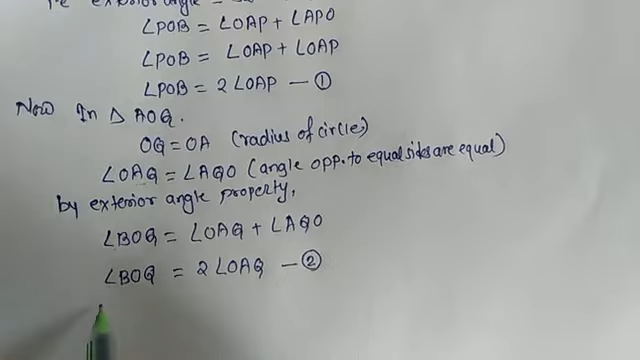 exterior angle =
∠POB = ∠OAP + ∠APO
∠POB = ∠OAP + ∠OAP
∠POB = 2∠OAP — ①
Now In △ AOQ.
OQ = OA (radius of circle)
∠OAQ = ∠AQO (angle opp. to equal sides are equal)
by exterior angle property,
∠BOQ = ∠OAQ + ∠AQO
∠BOQ = 2∠OAQ — ②